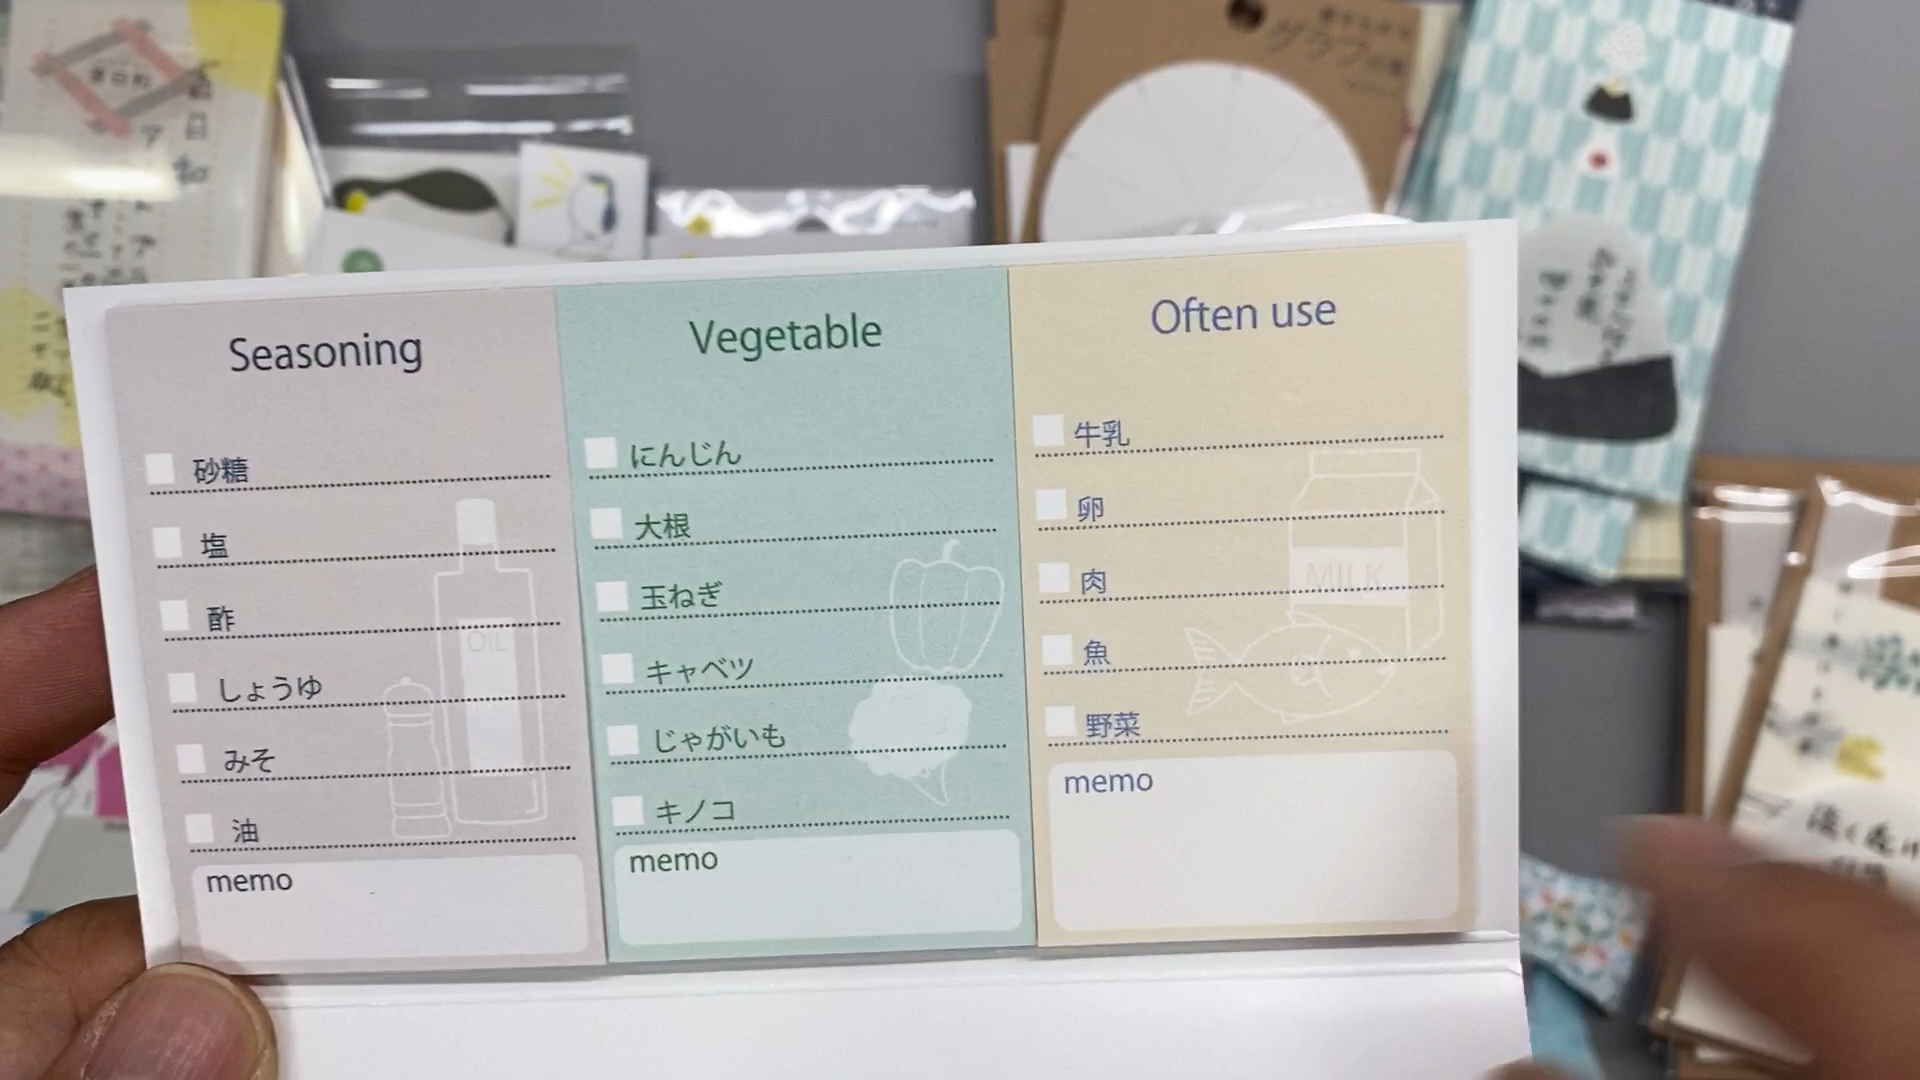 Seasoning
砂糖
塩
酢
しょうゆ
みそ
油
memo
OIL
Vegetable
にんじん
大根
玉ねぎ
キャベツ
じゃがいも
キノコ
memo
Often use
牛乳
卵
肉
魚
野菜
memo
MILK